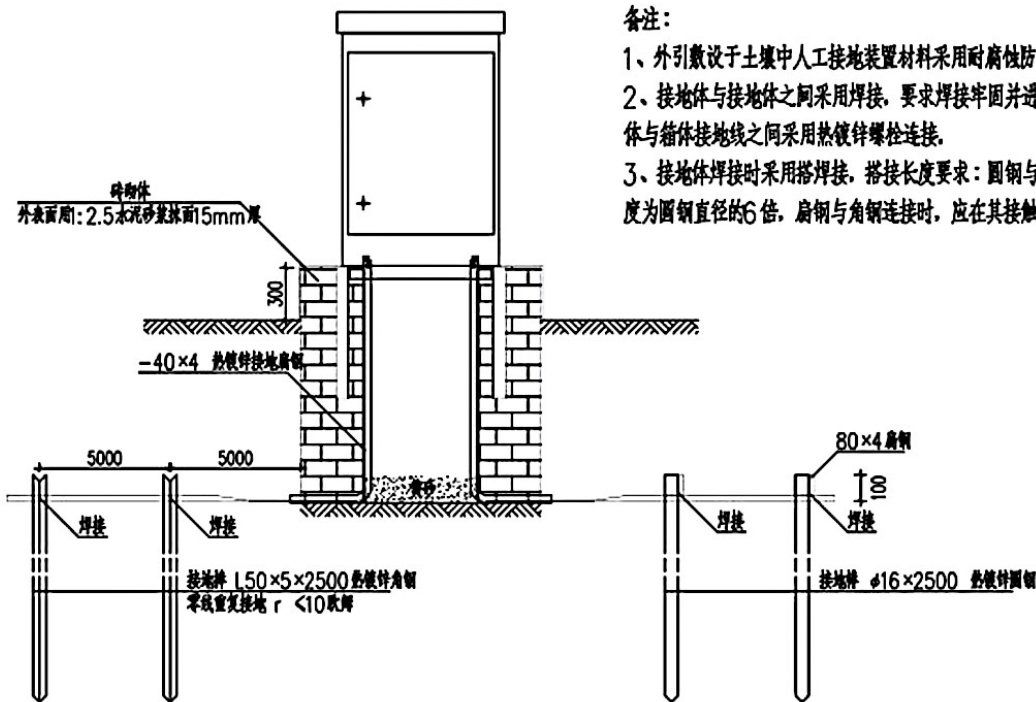 备注：
1、外引敷设于土壤中人工接地装置材料采用耐腐蚀防
2、接地体与接地体之间采用焊接，要求焊接牢固并进
体与箱体接地线之间采用热镀锌螺栓连接。
3、接地体焊接时采用搭焊接，搭接长度要求：圆钢与
度为圆钢直径的6倍，扁钢与角钢连接时，应在其接触
砖砌体
外表面用1:2.5水泥砂浆抹面15mm厚
300
-40×4 热镀锌接地扁钢
5000
5000
80×4扁钢
100
黄砂
焊接
焊接
焊接
焊接
接地棒 L50×5×2500热镀锌角钢
零线重复接地 r <10欧姆
接地棒 φ16×2500 热镀锌圆钢